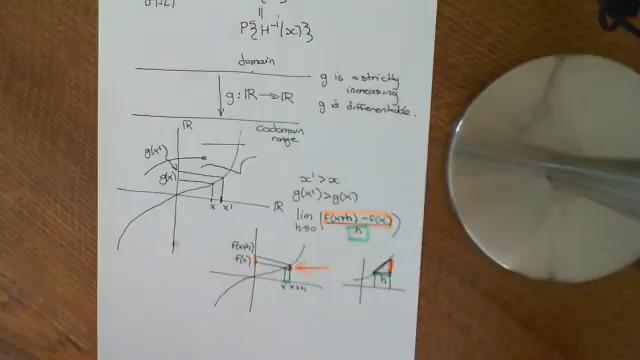 P{H⁻¹(x)}
domain
g: ℝ → ℝ
g is a strictly
increasing
g is differentiable.
codomain
range
ℝ
g(x')
g(x)
x x'
ℝ
x' > x
g(x') > g(x)
lim h→0 (f(x+h) - f(x) / h)
f(x+h)
f(x)
x x+h
h